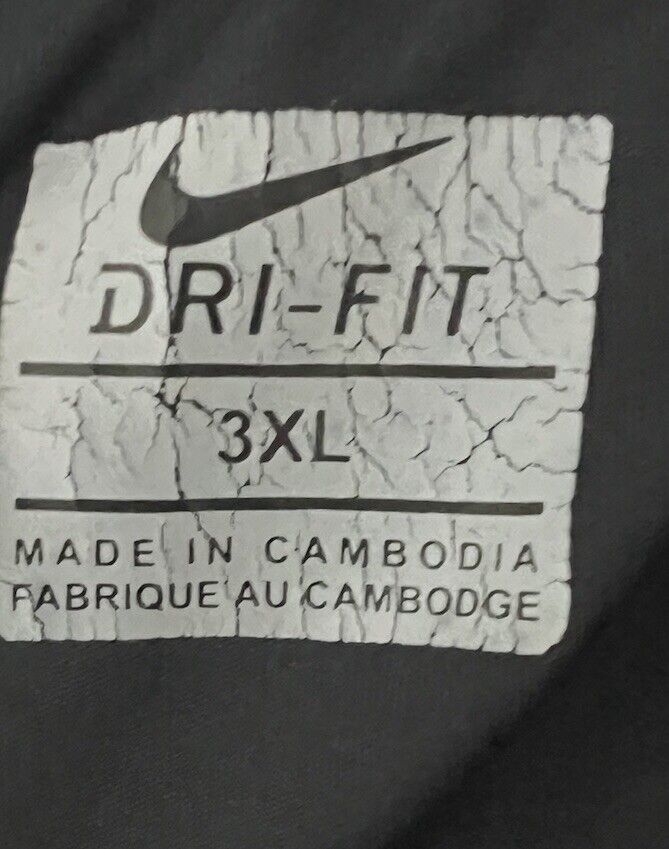 DRI-FIT
3XL
MADE IN CAMBODIA
FABRIQUE AU CAMBODGE